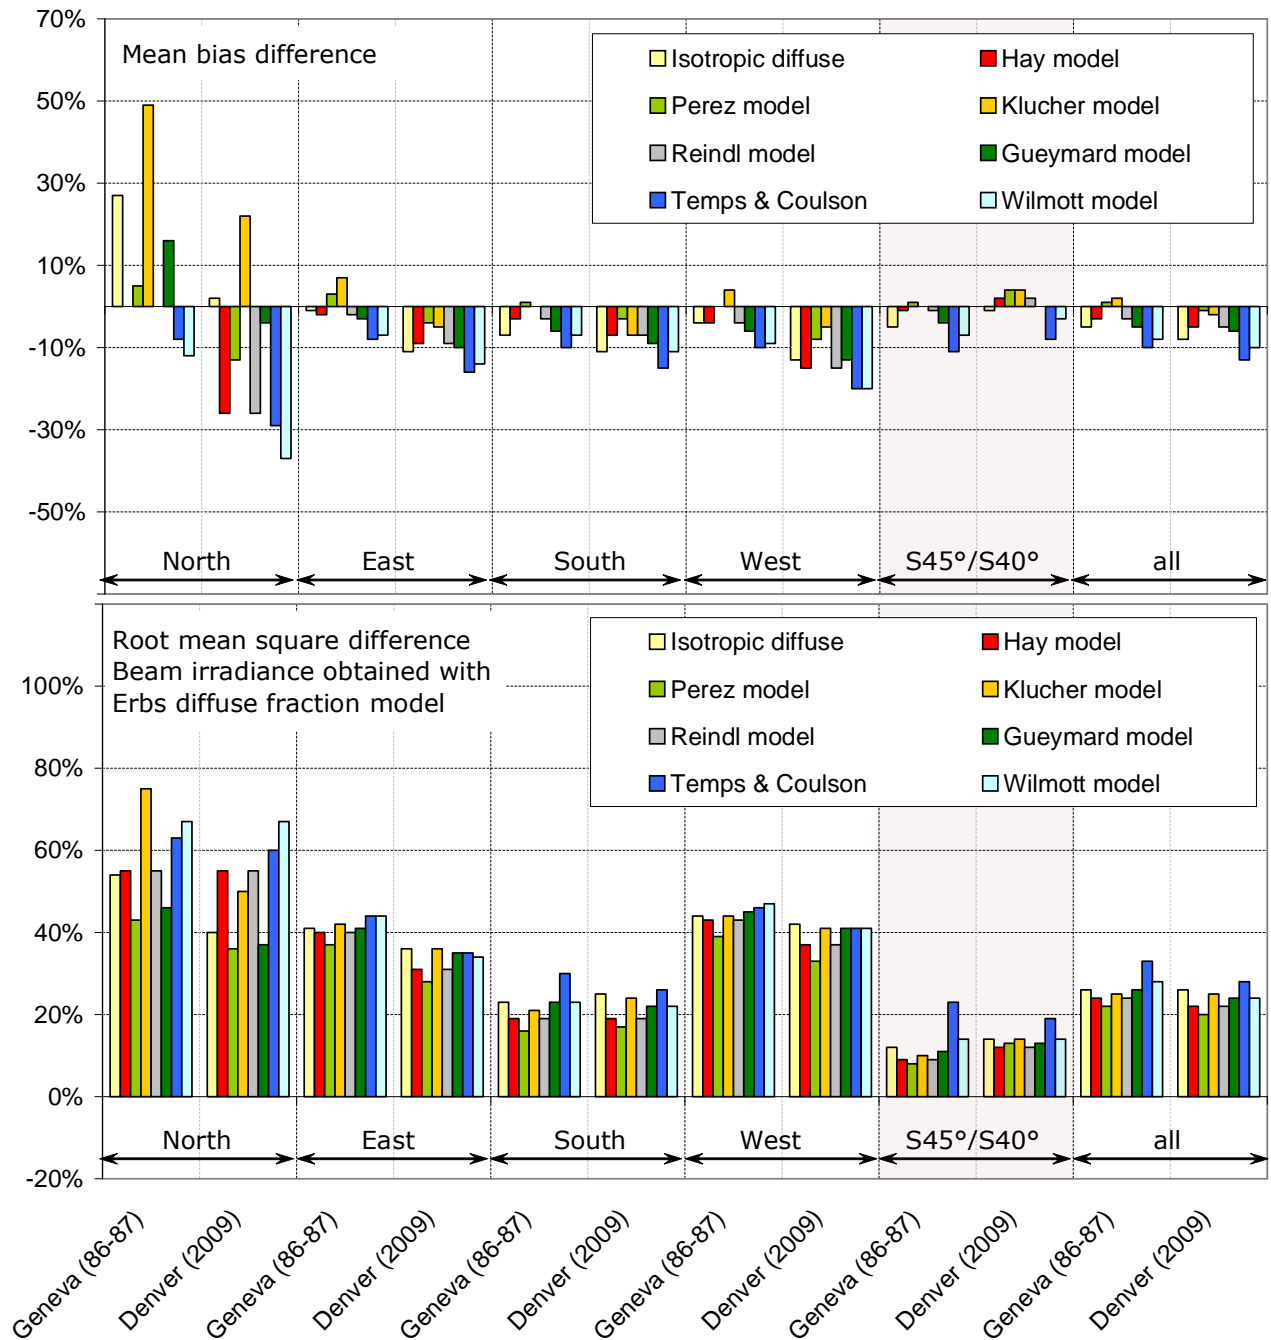 70%
50%
30%
10%
-10%
-30%
-50%
Mean bias difference
Isotropic diffuse
Hay model
Perez model
Klucher model
Reindl model
Gueymard model
Temps & Coulson
Wilmott model
North
East
South
West
S45°/S40°
all
100%
80%
60%
40%
20%
0%
-20%
Root mean square difference
Beam irradiance obtained with
Erbs diffuse fraction model
Isotropic diffuse
Hay model
Perez model
Klucher model
Reindl model
Gueymard model
Temps & Coulson
Wilmott model
North
East
South
West
S45°/S40°
all
Geneva (86-87)
Denver (2009)
Geneva (86-87)
Denver (2009)
Geneva (86-87)
Denver (2009)
Geneva (86-87)
Denver (2009)
Geneva (86-87)
Denver (2009)
Geneva (86-87)
Denver (2009)